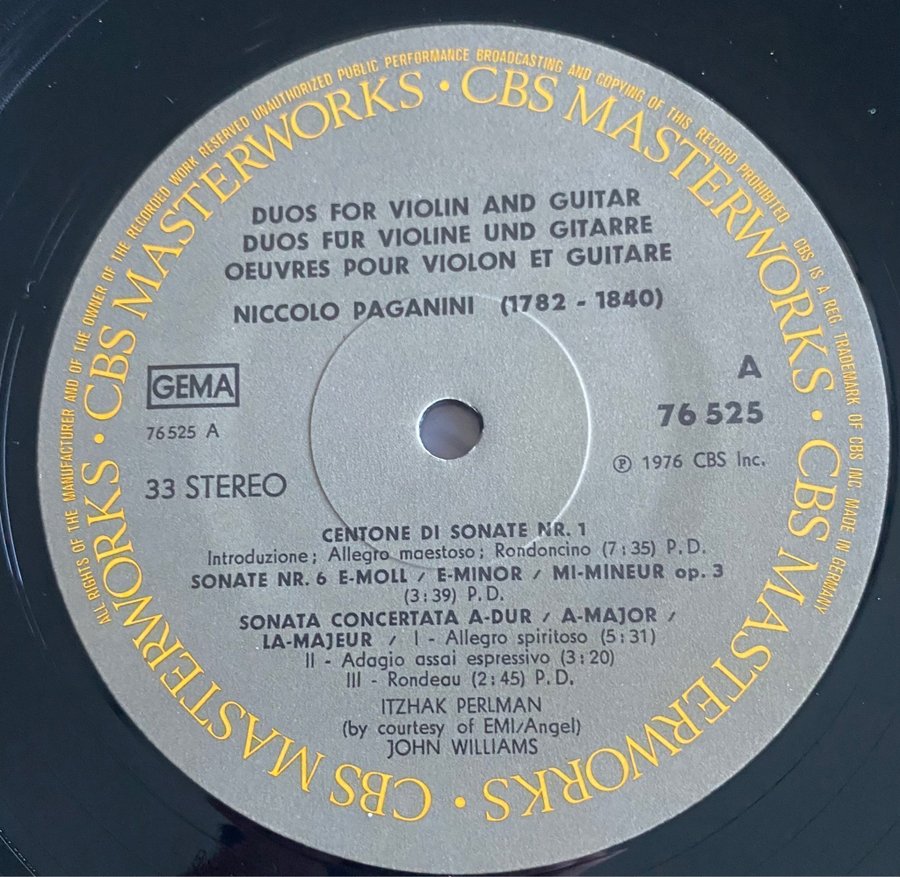 ALL RIGHTS OF THE MANUFACTURER AND OF THE OWNER OF THE RECORDED WORK RESERVED UNAUTHORIZED PUBLIC PERFORMANCE BROADCASTING AND COPYING OF THIS RECORD PROHIBITED CBS IS A REG TRADEMARK OF CBS INC MADE IN GERMANY
CBS MASTERWORKS • CBS MASTERWORKS • CBS MASTERWORKS • CBS MASTERWORKS • CBS MASTERWORKS
DUOS FOR VIOLIN AND GUITAR
DUOS FÜR VIOLINE UND GITARRE
OEUVRES POUR VIOLON ET GUITARE
NICCOLO PAGANINI (1782 - 1840)
GEMA
A
76 525
76 525 A
℗ 1976 CBS Inc.
33 STEREO
CENTONE DI SONATE NR. 1
Introduzione; Allegro maestoso; Rondoncino (7:35) P.D.
SONATE NR. 6 E-MOLL / E-MINOR / MI-MINEUR op. 3
(3:39) P.D.
SONATA CONCERTATA A-DUR / A-MAJOR /
LA-MAJEUR / I - Allegro spiritoso (5:31)
II - Adagio assai espressivo (3:20)
III - Rondeau (2:45) P.D.
ITZHAK PERLMAN
(by courtesy of EMI/Angel)
JOHN WILLIAMS